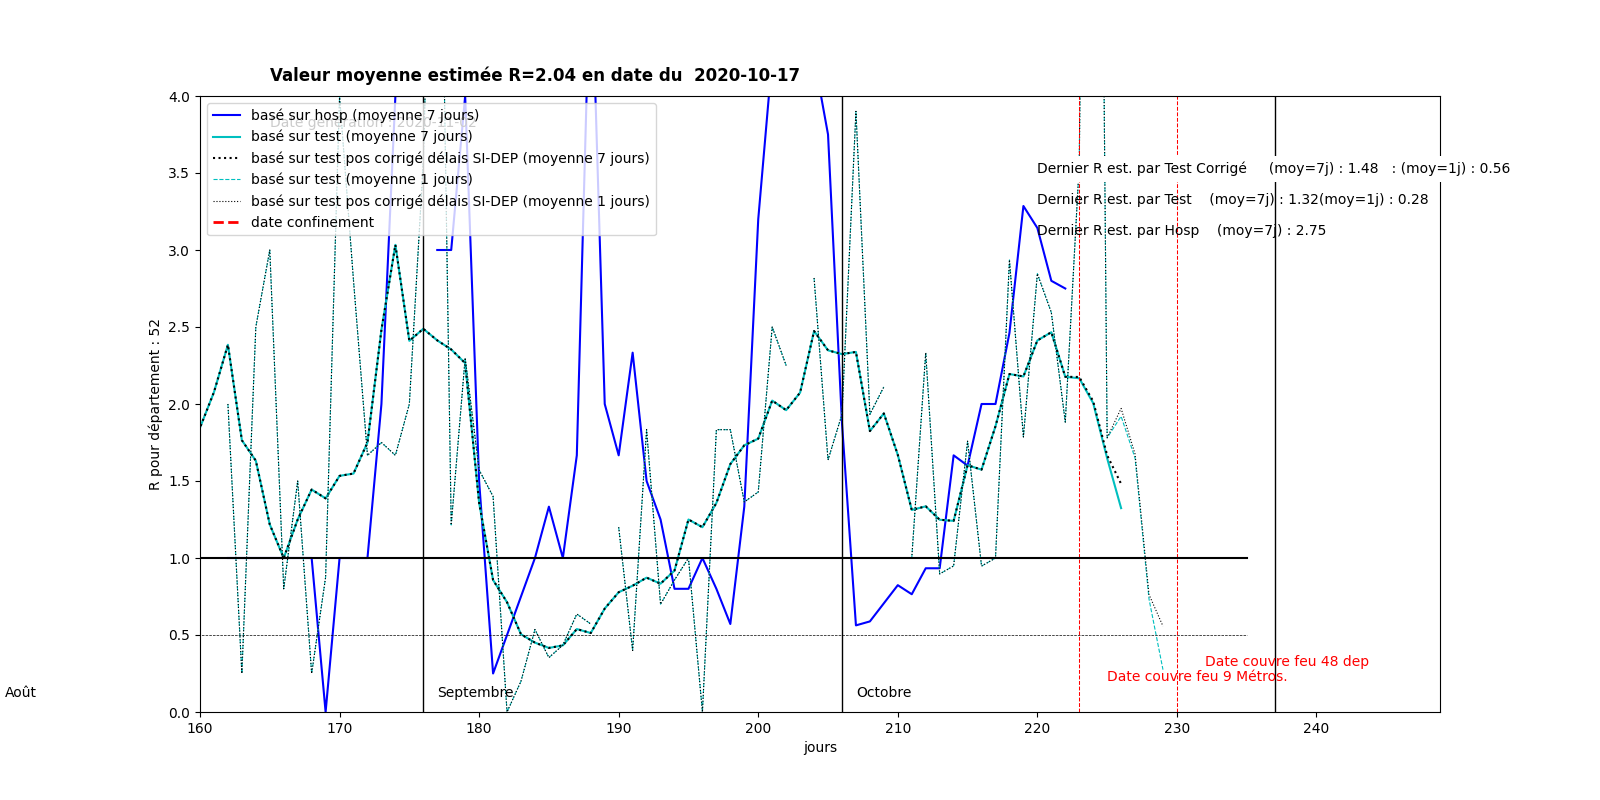 Valeur moyenne estimée R=2.04 en date du  2020-10-17
basé sur hosp (moyenne 7 jours)
basé sur test (moyenne 7 jours)
basé sur test pos corrigé délais SI-DEP (moyenne 7 jours)
basé sur test (moyenne 1 jours)
basé sur test pos corrigé délais SI-DEP (moyenne 1 jours)
date confinement
Dernier R est. par Test Corrigé     (moy=7j) : 1.48   : (moy=1j) : 0.56
Dernier R est. par Test    (moy=7j) : 1.32(moy=1j) : 0.28
Dernier R est. par Hosp    (moy=7j) : 2.75
R pour département : 52
4.0
3.5
3.0
2.5
2.0
1.5
1.0
0.5
0.0
Date couvre feu 48 dep
Date couvre feu 9 Métros.
Août
Septembre
Octobre
160 170 180 190 200 210 220 230 240
jours